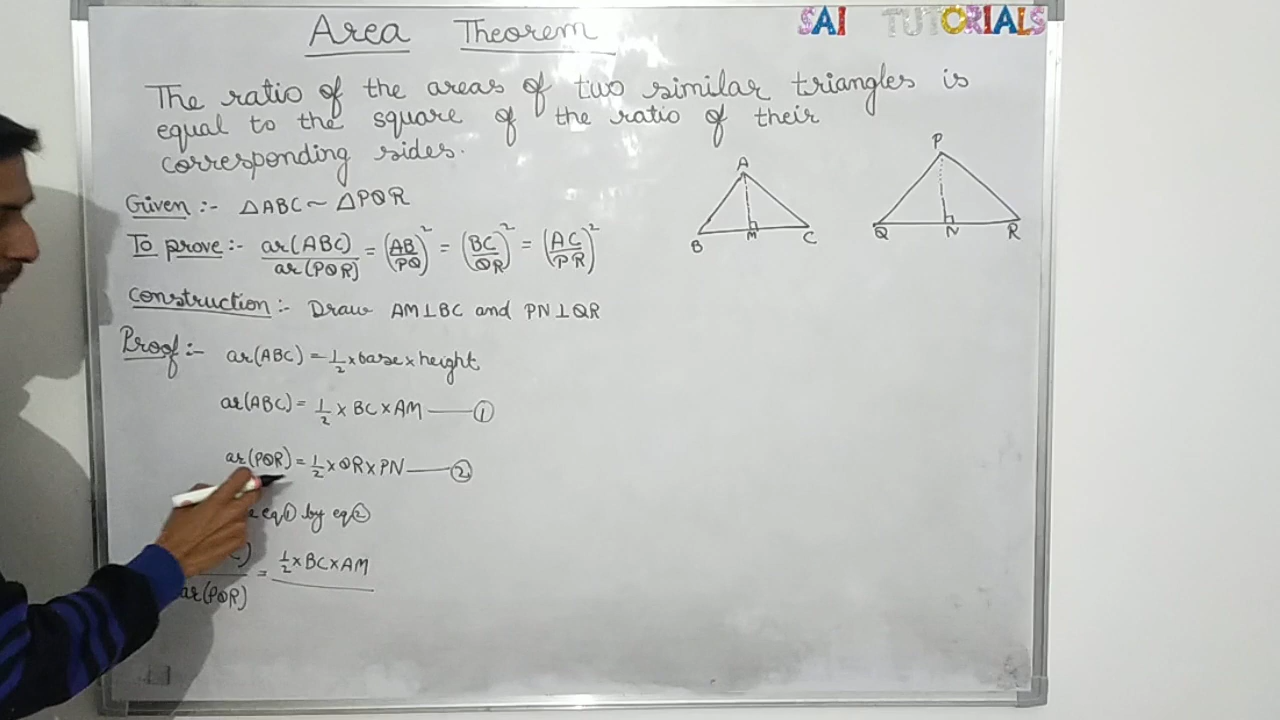 Area Theorem
SAI TUTORIALS
The ratio of the areas of two similar triangles is
equal to the square of the ratio of their
corresponding sides.
Given :- △ABC ~ △PQR
To prove :- ar(ABC)/ar(PQR) = (AB/PQ)² = (BC/QR)² = (AC/PR)²
Construction :- Draw AM⊥BC and PN⊥QR
A
B M C
P
Q N R
Proof :- ar(ABC) = 1/2 × base × height
ar(ABC) = 1/2 × BC × AM —— ①
ar(PQR) = 1/2 × QR × PN —— ②
eq① by eq②
C)/ar(PQR) = 1/2 × BC × AM